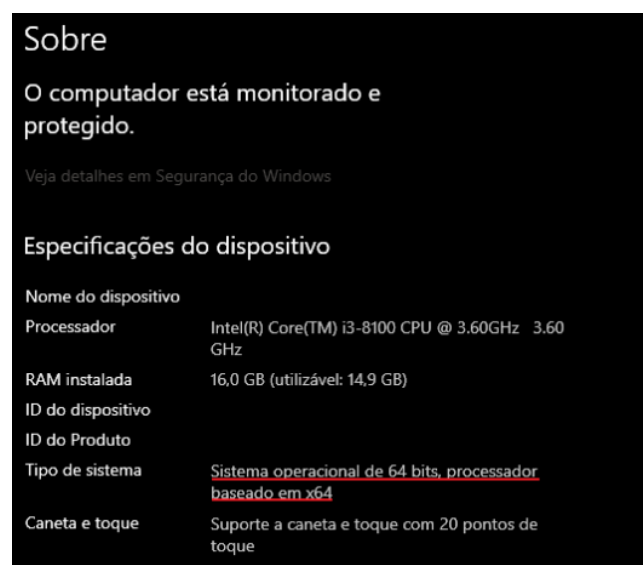 Sobre
O computador está monitorado e
protegido.
Veja detalhes em Segurança do Windows
Especificações do dispositivo
Nome do dispositivo
Processador Intel(R) Core(TM) i3-8100 CPU @ 3.60GHz 3.60
GHz
RAM instalada 16,0 GB (utilizável: 14,9 GB)
ID do dispositivo
ID do Produto
Tipo de sistema Sistema operacional de 64 bits, processador
baseado em x64
Caneta e toque Suporte a caneta e toque com 20 pontos de
toque